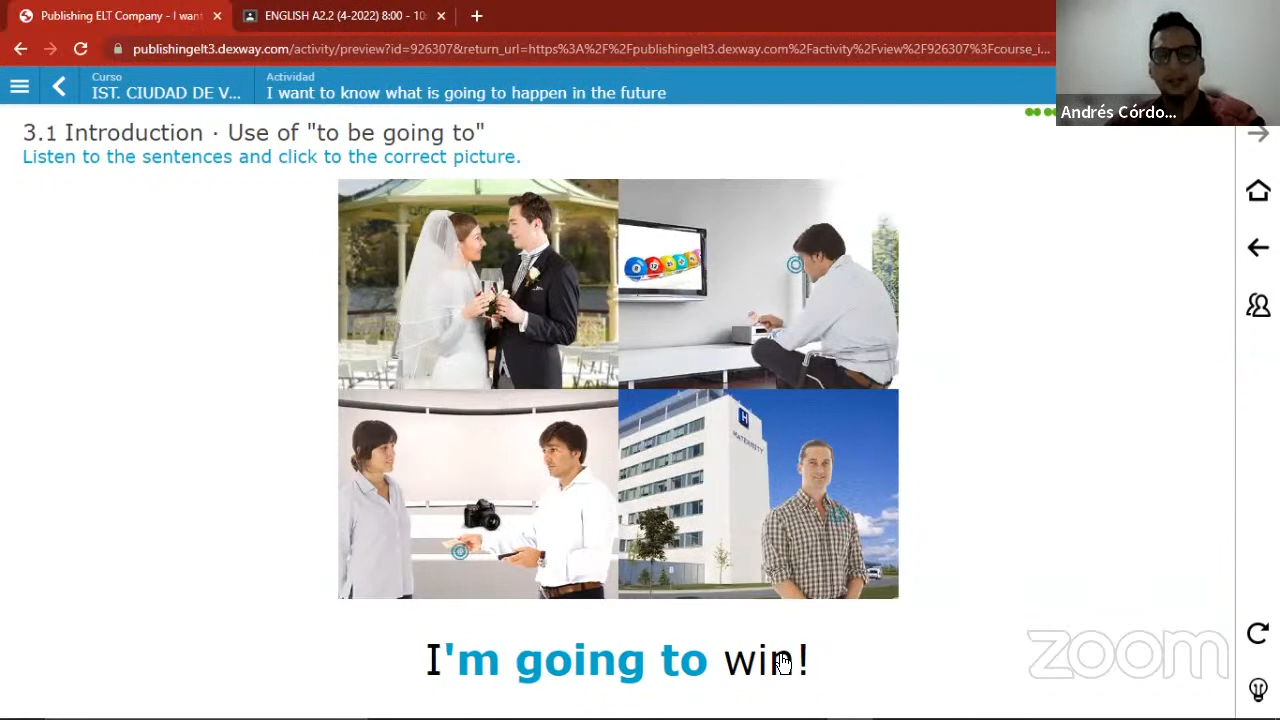 Publishing ELT Company - I want
ENGLISH A2.2 (4-2022) 8:00 - 10:
publishingelt3.dexway.com/activity/preview?id=926307&return_url=https%3A%2F%2Fpublishingelt3.dexway.com%2Factivity%2Fview%2F926307%3Fcourse_i...
Curso
IST. CIUDAD DE V...
Actividad
I want to know what is going to happen in the future
Andrés Córdo...
3.1 Introduction · Use of "to be going to"
Listen to the sentences and click to the correct picture.
H
MATERNITY
I'm going to win!
zoom